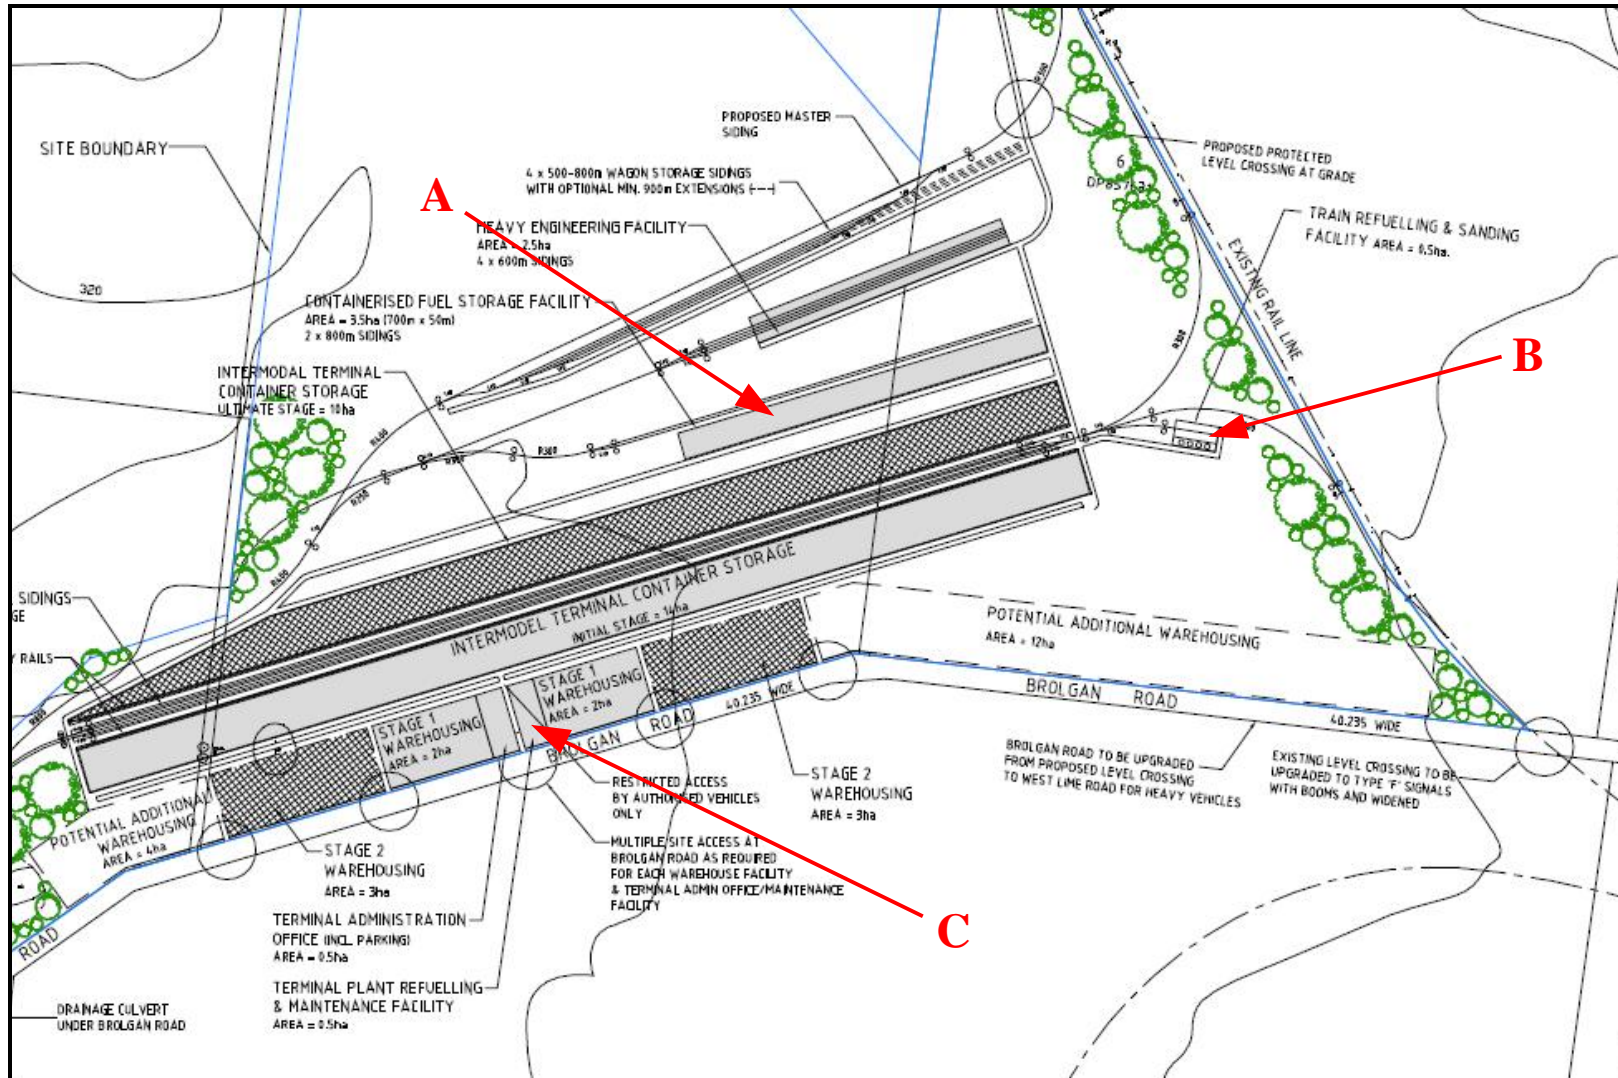 SITE BOUNDARY
320
A
PROPOSED MASTER
SIDING
4 x 500-800m WAGON STORAGE SIDINGS
WITH OPTIONAL MIN. 900m EXTENSIONS (---)
HEAVY ENGINEERING FACILITY
AREA = 2.5ha
4 x 600m SIDINGS
CONTAINERISED FUEL STORAGE FACILITY
AREA = 3.5ha (700m x 50m)
2 x 800m SIDINGS
INTERMODAL TERMINAL
CONTAINER STORAGE
ULTIMATE STAGE = 10ha
6
PROPOSED PROTECTED
LEVEL CROSSING AT GRADE
TRAIN REFUELLING & SANDING
FACILITY AREA = 0.5ha.
EXISTING RAIL LINE
B
R300
R400
R250
R300
R400
SIDINGS
GE
Y RAILS
INTERMODEL TERMINAL CONTAINER STORAGE
INITIAL STAGE = 14ha
POTENTIAL ADDITIONAL WAREHOUSING
AREA = 12ha
STAGE 1
WAREHOUSING
AREA = 2ha
STAGE 1
WAREHOUSING
AREA = 2ha
BROLGAN ROAD
40.235 WIDE
BROLGAN ROAD
40.235 WIDE
POTENTIAL ADDITIONAL
WAREHOUSING
AREA = 4ha
STAGE 2
WAREHOUSING
AREA = 3ha
RESTRICTED ACCESS
BY AUTHORISED VEHICLES
ONLY
STAGE 2
WAREHOUSING
AREA = 3ha
BROLGAN ROAD TO BE UPGRADED
FROM PROPOSED LEVEL CROSSING
TO WEST LIME ROAD FOR HEAVY VEHICLES
EXISTING LEVEL CROSSING TO BE
UPGRADED TO TYPE 'F' SIGNALS
WITH BOOMS AND WIDENED
MULTIPLE SITE ACCESS AT
BROLGAN ROAD AS REQUIRED
FOR EACH WAREHOUSE FACILITY
& TERMINAL ADMIN OFFICE/MAINTENANCE
FACILITY
C
TERMINAL ADMINISTRATION
OFFICE (INCL. PARKING)
AREA = 0.5ha
TERMINAL PLANT REFUELLING
& MAINTENANCE FACILITY
AREA = 0.5ha
ROAD
DRAINAGE CULVERT
UNDER BROLGAN ROAD